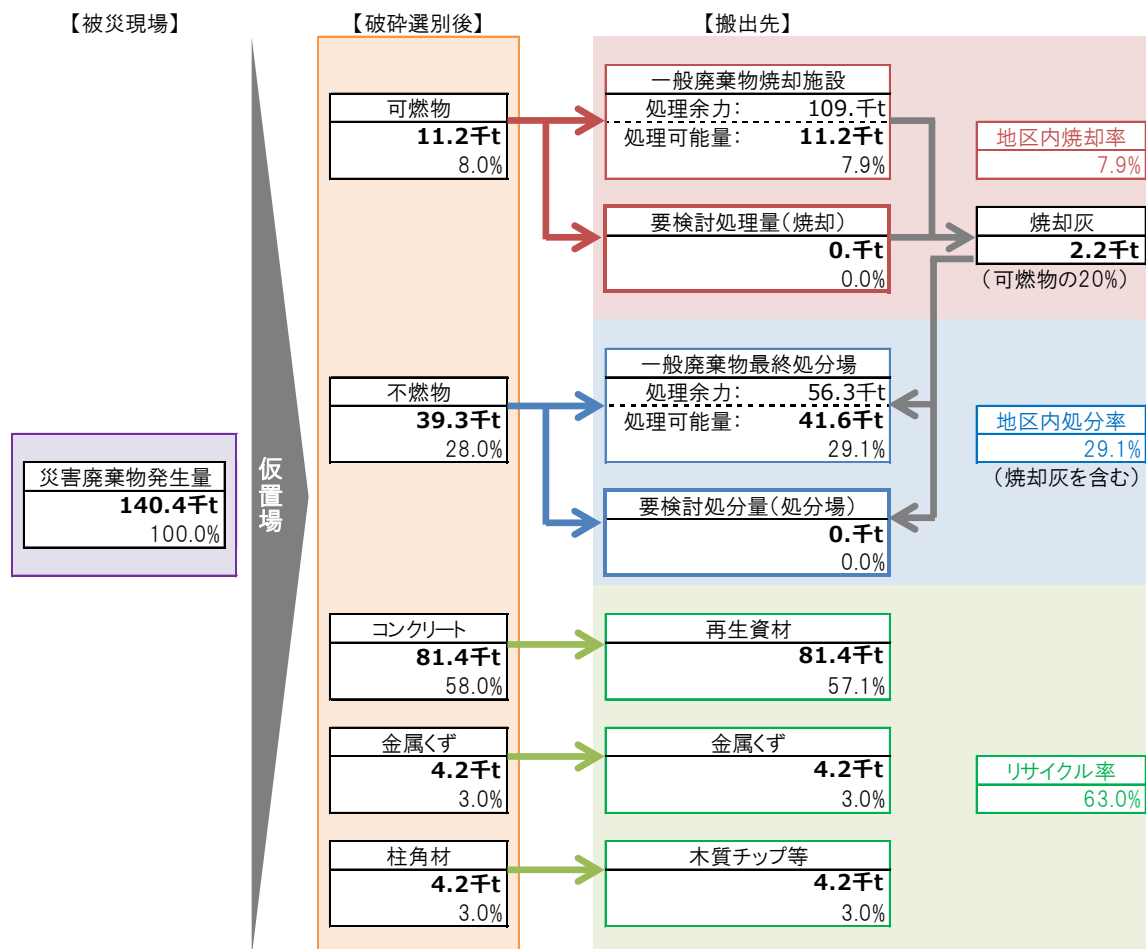 【被災現場】
【破砕選別後】
【搬出先】
災害廃棄物発生量
140.4千t
100.0%
仮置場
可燃物
11.2千t
8.0%
不燃物
39.3千t
28.0%
コンクリート
81.4千t
58.0%
金属くず
4.2千t
3.0%
柱角材
4.2千t
3.0%
一般廃棄物焼却施設
処理余力： 109.千t
処理可能量： 11.2千t
7.9%
要検討処理量（焼却）
0.千t
0.0%
一般廃棄物最終処分場
処理余力： 56.3千t
処理可能量： 41.6千t
29.1%
要検討処分量（処分場）
0.千t
0.0%
再生資材
81.4千t
57.1%
金属くず
4.2千t
3.0%
木質チップ等
4.2千t
3.0%
地区内焼却率
7.9%
焼却灰
2.2千t
（可燃物の20%）
地区内処分率
29.1%
（焼却灰を含む）
リサイクル率
63.0%